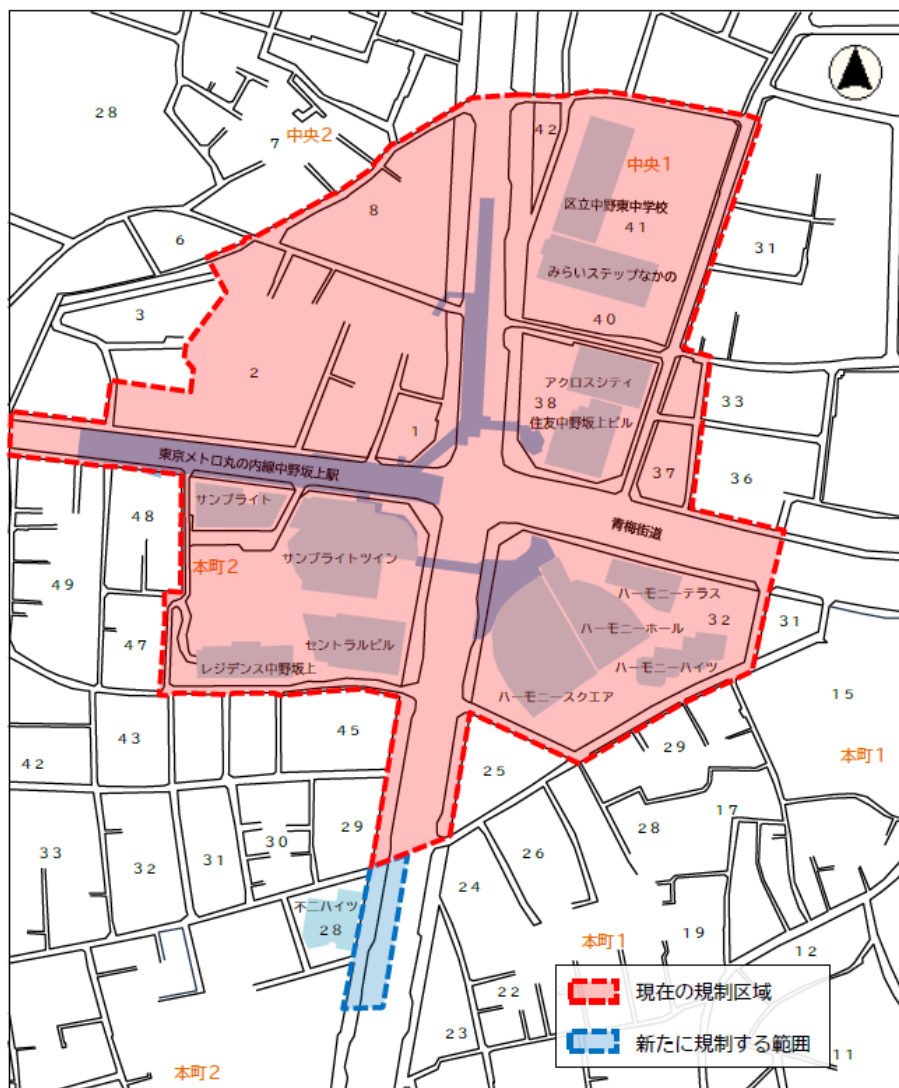 28
7
中央2
42
中央1
8
区立中野東中学校
41
6
31
みらいステップなかの
3
40
2
アクロスシティ
38
33
1
住友中野坂上ビル
東京メトロ丸の内線中野坂上駅
37
36
サンブライト
48
青梅街道
サンブライトツイン
本町2
49
ハーモニーテラス
32
31
ハーモニーホール
47
セントラルビル
レジデンス中野坂上
ハーモニーハイツ
ハーモニースクエア
15
43
45
29
本町1
42
25
17
33
32
31
30
29
28
26
24
不二ハイツ
28
19
本町1
12
22
23
11
本町2
現在の規制区域
新たに規制する範囲